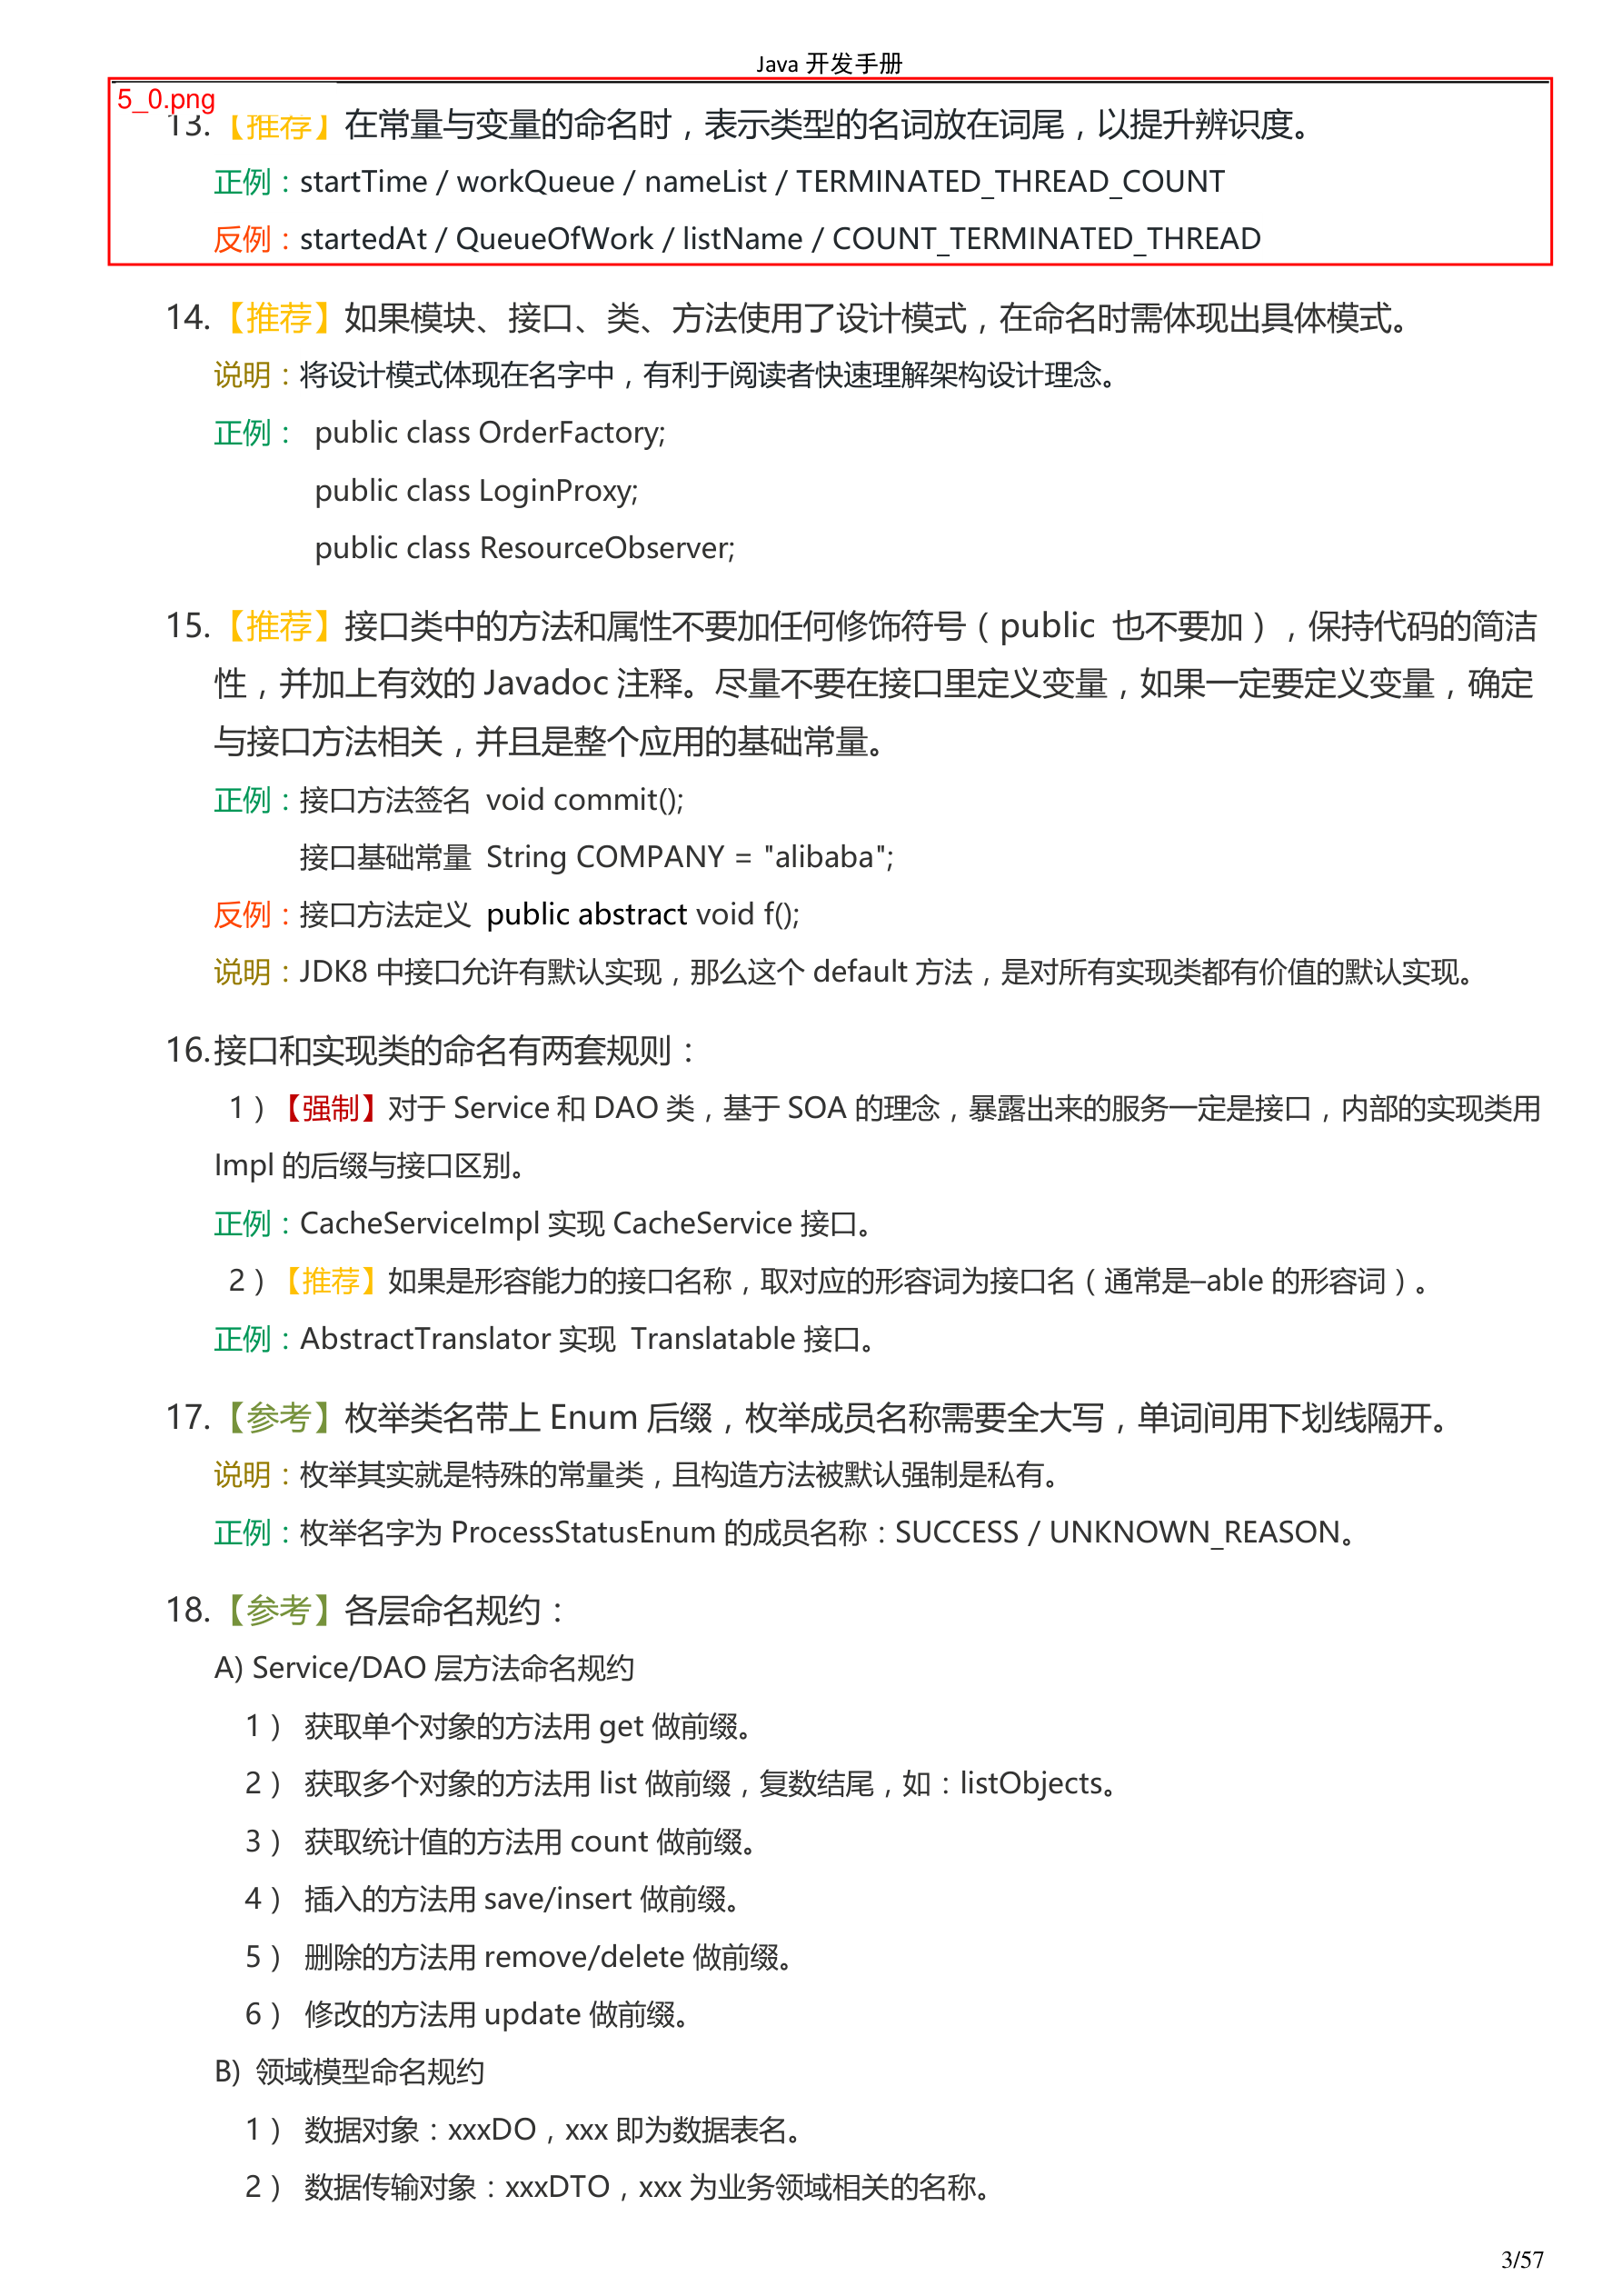 Java 开发手册
5_0.png
13.【推荐】在常量与变量的命名时，表示类型的名词放在词尾，以提升辨识度。
正例：startTime / workQueue / nameList / TERMINATED_THREAD_COUNT
反例：startedAt / QueueOfWork / listName / COUNT_TERMINATED_THREAD
14.【推荐】如果模块、接口、类、方法使用了设计模式，在命名时需体现出具体模式。
说明：将设计模式体现在名字中，有利于阅读者快速理解架构设计理念。
正例： public class OrderFactory;
public class LoginProxy;
public class ResourceObserver;
15.【推荐】接口类中的方法和属性不要加任何修饰符号（public 也不要加），保持代码的简洁
性，并加上有效的 Javadoc 注释。尽量不要在接口里定义变量，如果一定要定义变量，确定
与接口方法相关，并且是整个应用的基础常量。
正例：接口方法签名 void commit();
接口基础常量 String COMPANY = "alibaba";
反例：接口方法定义 public abstract void f();
说明：JDK8 中接口允许有默认实现，那么这个 default 方法，是对所有实现类都有价值的默认实现。
16.接口和实现类的命名有两套规则：
1）【强制】对于 Service 和 DAO 类，基于 SOA 的理念，暴露出来的服务一定是接口，内部的实现类用
Impl 的后缀与接口区别。
正例：CacheServiceImpl 实现 CacheService 接口。
2）【推荐】如果是形容能力的接口名称，取对应的形容词为接口名（通常是–able 的形容词）。
正例：AbstractTranslator 实现 Translatable 接口。
17.【参考】枚举类名带上 Enum 后缀，枚举成员名称需要全大写，单词间用下划线隔开。
说明：枚举其实就是特殊的常量类，且构造方法被默认强制是私有。
正例：枚举名字为 ProcessStatusEnum 的成员名称：SUCCESS / UNKNOWN_REASON。
18.【参考】各层命名规约：
A) Service/DAO 层方法命名规约
1） 获取单个对象的方法用 get 做前缀。
2） 获取多个对象的方法用 list 做前缀，复数结尾，如：listObjects。
3） 获取统计值的方法用 count 做前缀。
4） 插入的方法用 save/insert 做前缀。
5） 删除的方法用 remove/delete 做前缀。
6） 修改的方法用 update 做前缀。
B) 领域模型命名规约
1） 数据对象：xxxDO，xxx 即为数据表名。
2） 数据传输对象：xxxDTO，xxx 为业务领域相关的名称。
3/57